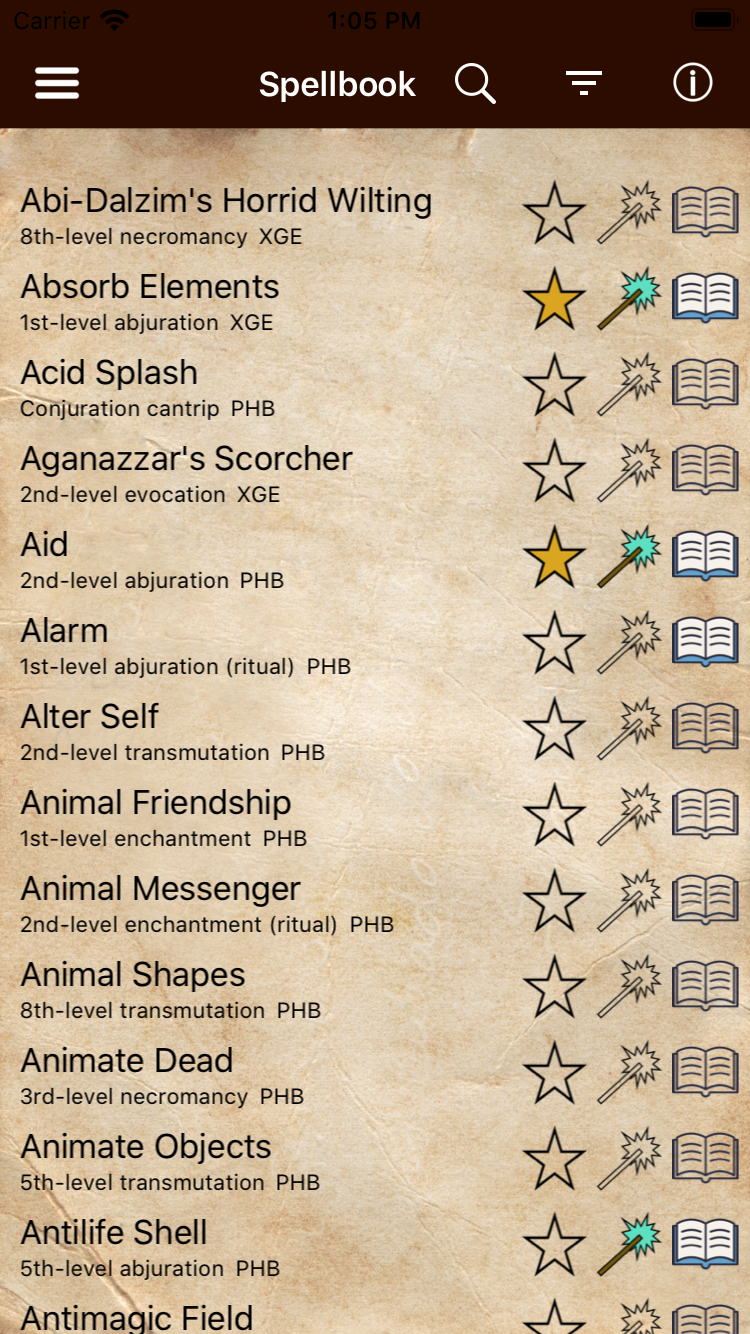 Carrier 1:05 PM
Spellbook
Abi-Dalzim's Horrid Wilting
8th-level necromancy XGE
Absorb Elements
1st-level abjuration XGE
Acid Splash
Conjuration cantrip PHB
Aganazzar's Scorcher
2nd-level evocation XGE
Aid
2nd-level abjuration PHB
Alarm
1st-level abjuration (ritual) PHB
Alter Self
2nd-level transmutation PHB
Animal Friendship
1st-level enchantment PHB
Animal Messenger
2nd-level enchantment (ritual) PHB
Animal Shapes
8th-level transmutation PHB
Animate Dead
3rd-level necromancy PHB
Animate Objects
5th-level transmutation PHB
Antilife Shell
5th-level abjuration PHB
Antimagic Field